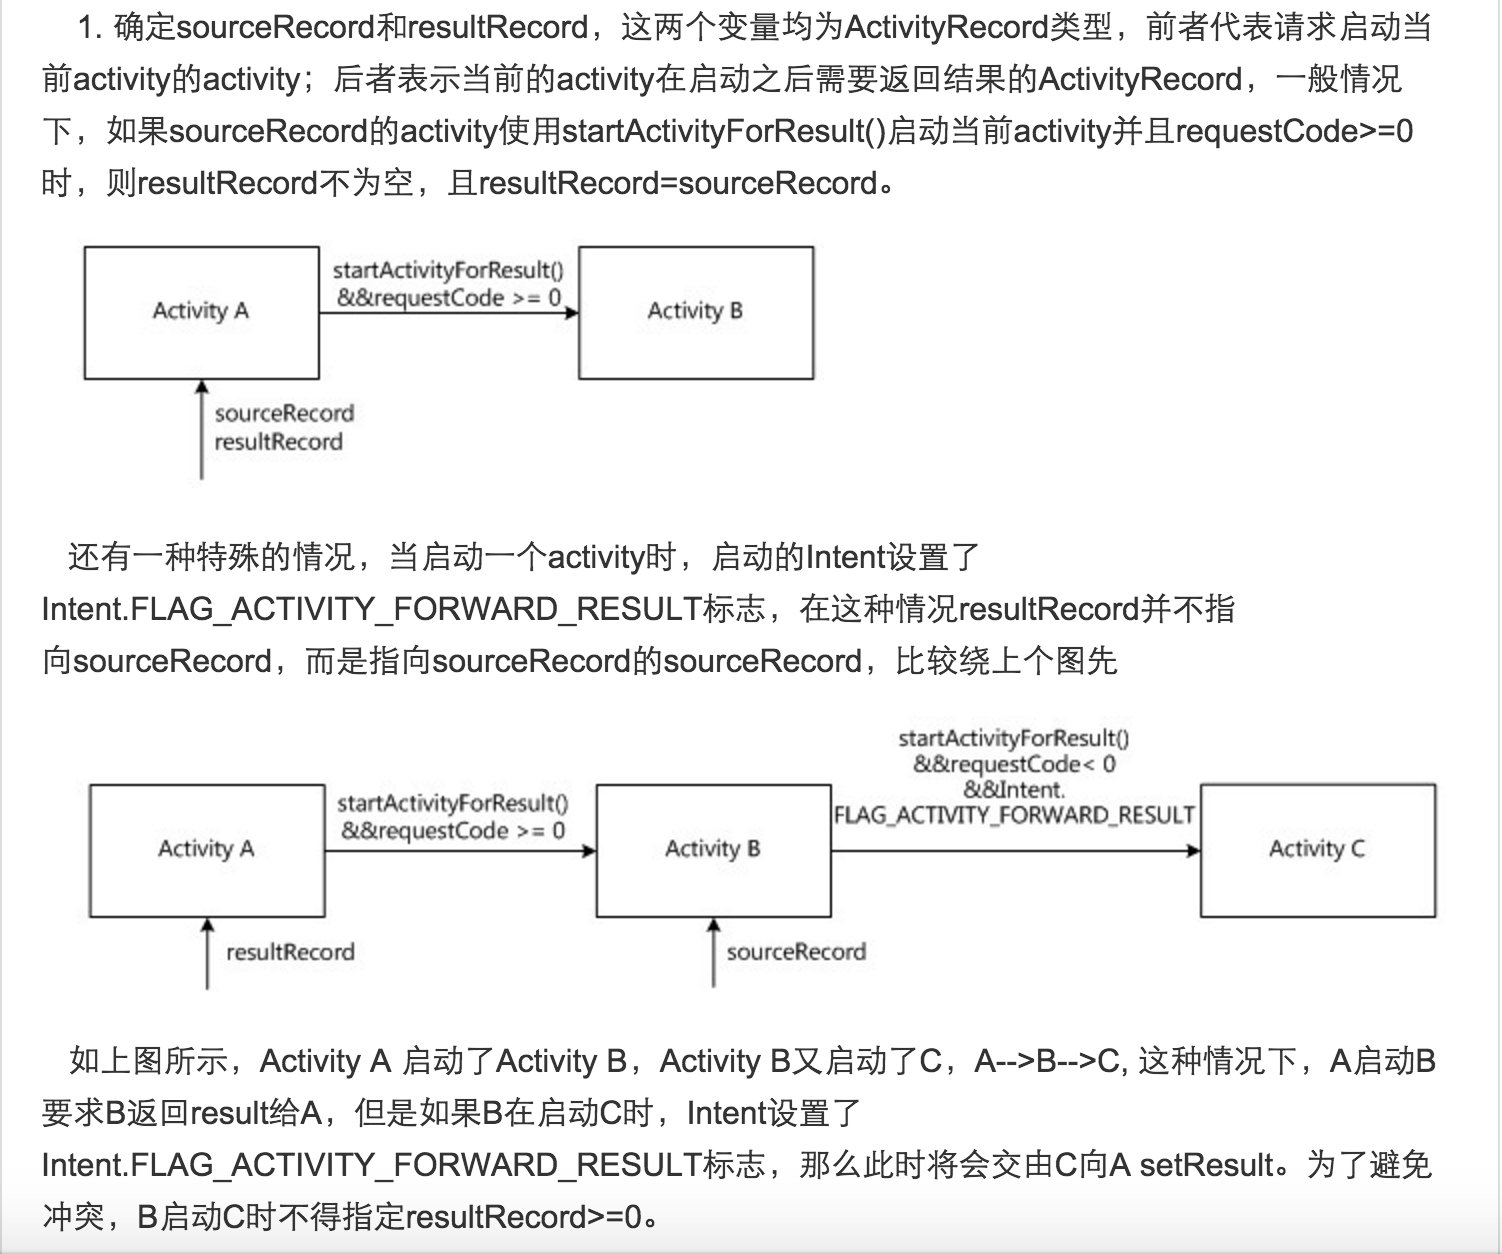 1. 确定sourceRecord和resultRecord，这两个变量均为ActivityRecord类型，前者代表请求启动当
前activity的activity；后者表示当前的activity在启动之后需要返回结果的ActivityRecord，一般情况
下，如果sourceRecord的activity使用startActivityForResult()启动当前activity并且requestCode>=0
时，则resultRecord不为空，且resultRecord=sourceRecord。
startActivityForResult()
&&requestCode >= 0
Activity A
Activity B
sourceRecord
resultRecord
还有一种特殊的情况，当启动一个activity时，启动的Intent设置了
Intent.FLAG_ACTIVITY_FORWARD_RESULT标志，在这种情况resultRecord并不指
向sourceRecord，而是指向sourceRecord的sourceRecord，比较绕上个图先
startActivityForResult()
&&requestCode< 0
&&Intent.
FLAG_ACTIVITY_FORWARD_RESULT
startActivityForResult()
&&requestCode >= 0
Activity A
Activity B
Activity C
resultRecord
sourceRecord
如上图所示，Activity A 启动了Activity B，Activity B又启动了C，A-->B-->C, 这种情况下，A启动B
要求B返回result给A，但是如果B在启动C时，Intent设置了
Intent.FLAG_ACTIVITY_FORWARD_RESULT标志，那么此时将会交由C向A setResult。为了避免
冲突，B启动C时不得指定resultRecord>=0。